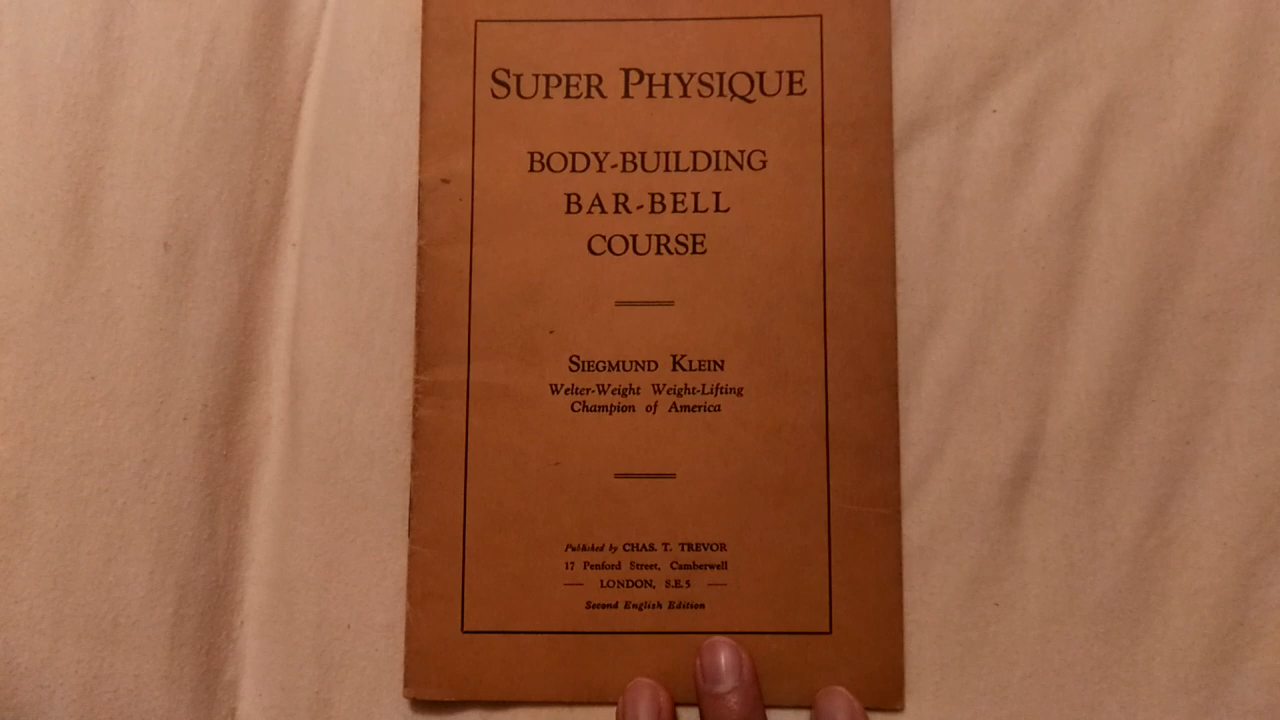 SUPER PHYSIQUE
BODY-BUILDING
BAR-BELL
COURSE
SIEGMUND KLEIN
Welter-Weight Weight-Lifting
Champion of America
Published by CHAS. T. TREVOR
17 Penford Street, Camberwell
LONDON, S.E.5
Second English Edition